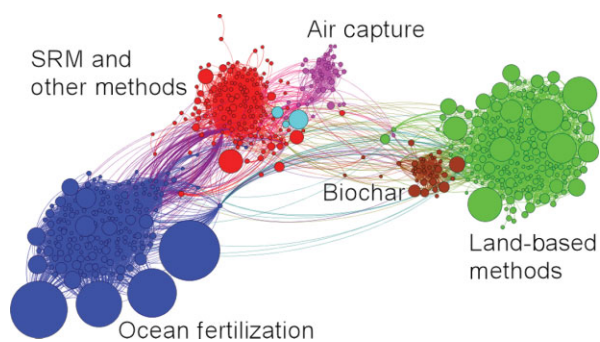 Air capture
SRM and
other methods
Biochar
Land-based
methods
Ocean fertilization